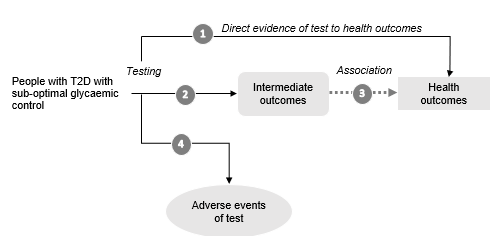 1 Direct evidence of test to health outcomes
Testing
Association
People with T2D with
sub-optimal glycaemic
control
2
Intermediate
outcomes
3
Health
outcomes
4
Adverse events
of test